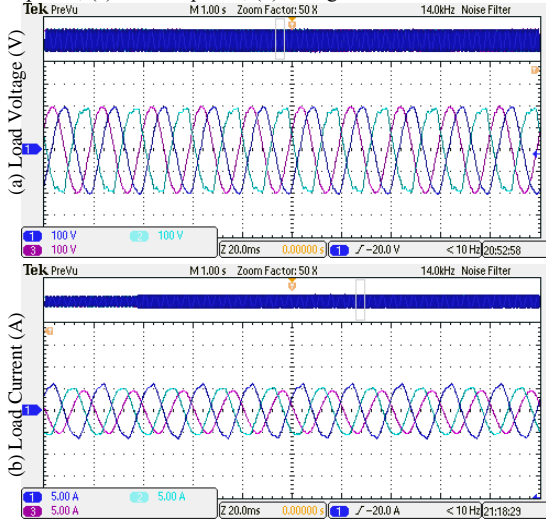 Tek PreVu M 1.00 s Zoom Factor: 50 X 14.0kHz Noise Filter
(a) Load Voltage (V)
1
1 100 V 2 100 V
3 100 V
Z 20.0ms 0.00000 s 1 -20.0 V < 10 Hz 20:52:58
Tek PreVu M 1.00 s Zoom Factor: 50 X 14.0kHz Noise Filter
(b) Load Current (A)
1
1 5.00 A 2 5.00 A
3 5.00 A
Z 20.0ms 0.00000 s 1 -20.0 A < 10 Hz 21:18:29